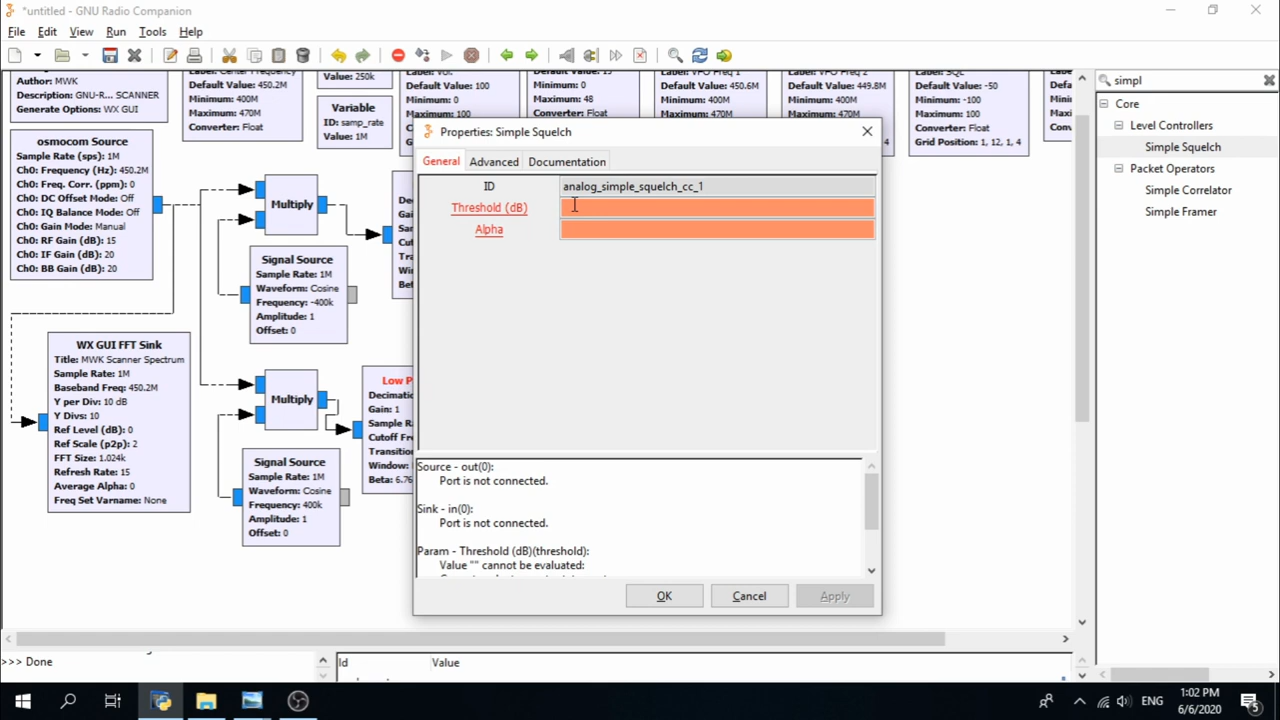 *untitled - GNU Radio Companion
File Edit View Run Tools Help
Author: MWK
Description: GNU-R... SCANNER
Generate Options: WX GUI
Label: Center Frequency
Default Value: 450.2M
Minimum: 400M
Maximum: 470M
Converter: Float
Value: 250k
Variable
ID: samp_rate
Value: 1M
Label: Vol.
Default Value: 100
Minimum: 0
Maximum: 100
Converter: Float
Default Value: 15
Minimum: 0
Maximum: 48
Converter: Float
Label: VFO Freq 1
Default Value: 450.6M
Minimum: 400M
Maximum: 470M
Label: VFO Freq 2
Default Value: 449.8M
Minimum: 400M
Maximum: 470M
Label: SQL
Default Value: -50
Minimum: -100
Maximum: 100
Converter: Float
Grid Position: 1, 12, 1, 4
osmocom Source
Sample Rate (sps): 1M
Ch0: Frequency (Hz): 450.2M
Ch0: Freq. Corr. (ppm): 0
Ch0: DC Offset Mode: Off
Ch0: IQ Balance Mode: Off
Ch0: Gain Mode: Manual
Ch0: RF Gain (dB): 15
Ch0: IF Gain (dB): 20
Ch0: BB Gain (dB): 20
Multiply
Signal Source
Sample Rate: 1M
Waveform: Cosine
Frequency: -400k
Amplitude: 1
Offset: 0
WX GUI FFT Sink
Title: MWK Scanner Spectrum
Sample Rate: 1M
Baseband Freq: 450.2M
Y per Div: 10 dB
Y Divs: 10
Ref Level (dB): 0
Ref Scale (p2p): 2
FFT Size: 1.024k
Refresh Rate: 15
Average Alpha: 0
Freq Set Varname: None
Multiply
Low P
Decimatio
Gain: 1
Sample Ra
Cutoff Fre
Transition
Window:
Beta: 6.76
Signal Source
Sample Rate: 1M
Waveform: Cosine
Frequency: 400k
Amplitude: 1
Offset: 0
Properties: Simple Squelch
General Advanced Documentation
ID analog_simple_squelch_cc_1
Threshold (dB)
Alpha
Source - out(0):
Port is not connected.
Sink - in(0):
Port is not connected.
Param - Threshold (dB)(threshold):
Value "" cannot be evaluated:
OK Cancel Apply
simpl
Core
Level Controllers
Simple Squelch
Packet Operators
Simple Correlator
Simple Framer
>>> Done
Id Value
ENG
1:02 PM
6/6/2020
5